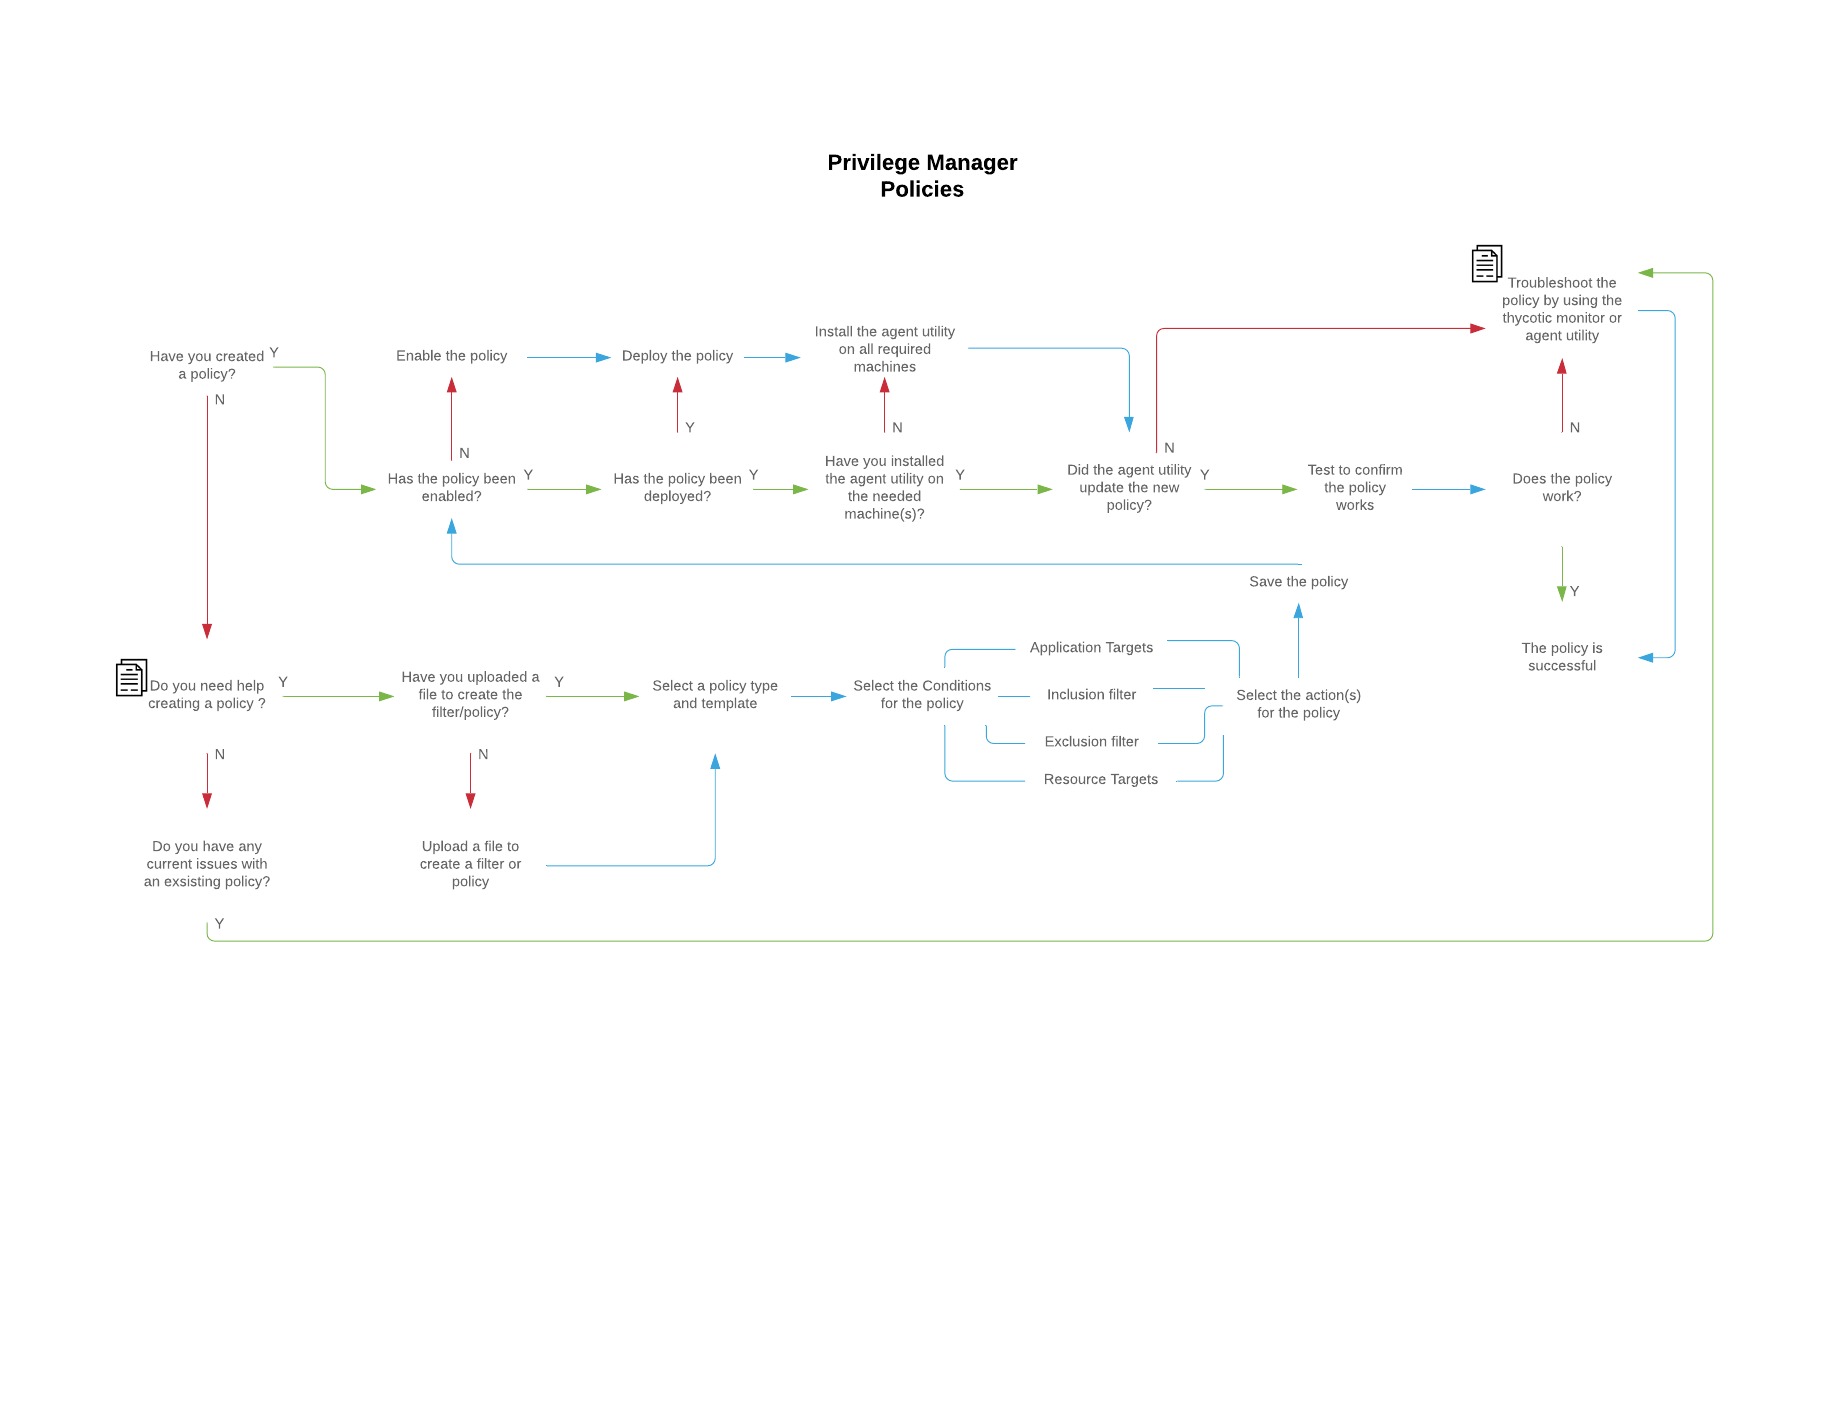 Privilege Manager
Policies
Troubleshoot the
policy by using the
thycotic monitor or
agent utility
Have you created
a policy?
Y
N
Enable the policy
Deploy the policy
Install the agent utility
on all required
machines
N
Y
N
N
N
Has the policy been
enabled?
Y
Has the policy been
deployed?
Y
Have you installed
the agent utility on
the needed
machine(s)?
Y
Did the agent utility
update the new
policy?
Y
Test to confirm
the policy
works
Does the policy
work?
Y
Save the policy
The policy is
successful
Do you need help
creating a policy ?
Y
N
Have you uploaded a
file to create the
filter/policy?
Y
N
Select a policy type
and template
Select the Conditions
for the policy
Application Targets
Inclusion filter
Exclusion filter
Resource Targets
Select the action(s)
for the policy
Do you have any
current issues with
an exsisting policy?
Y
Upload a file to
create a filter or
policy